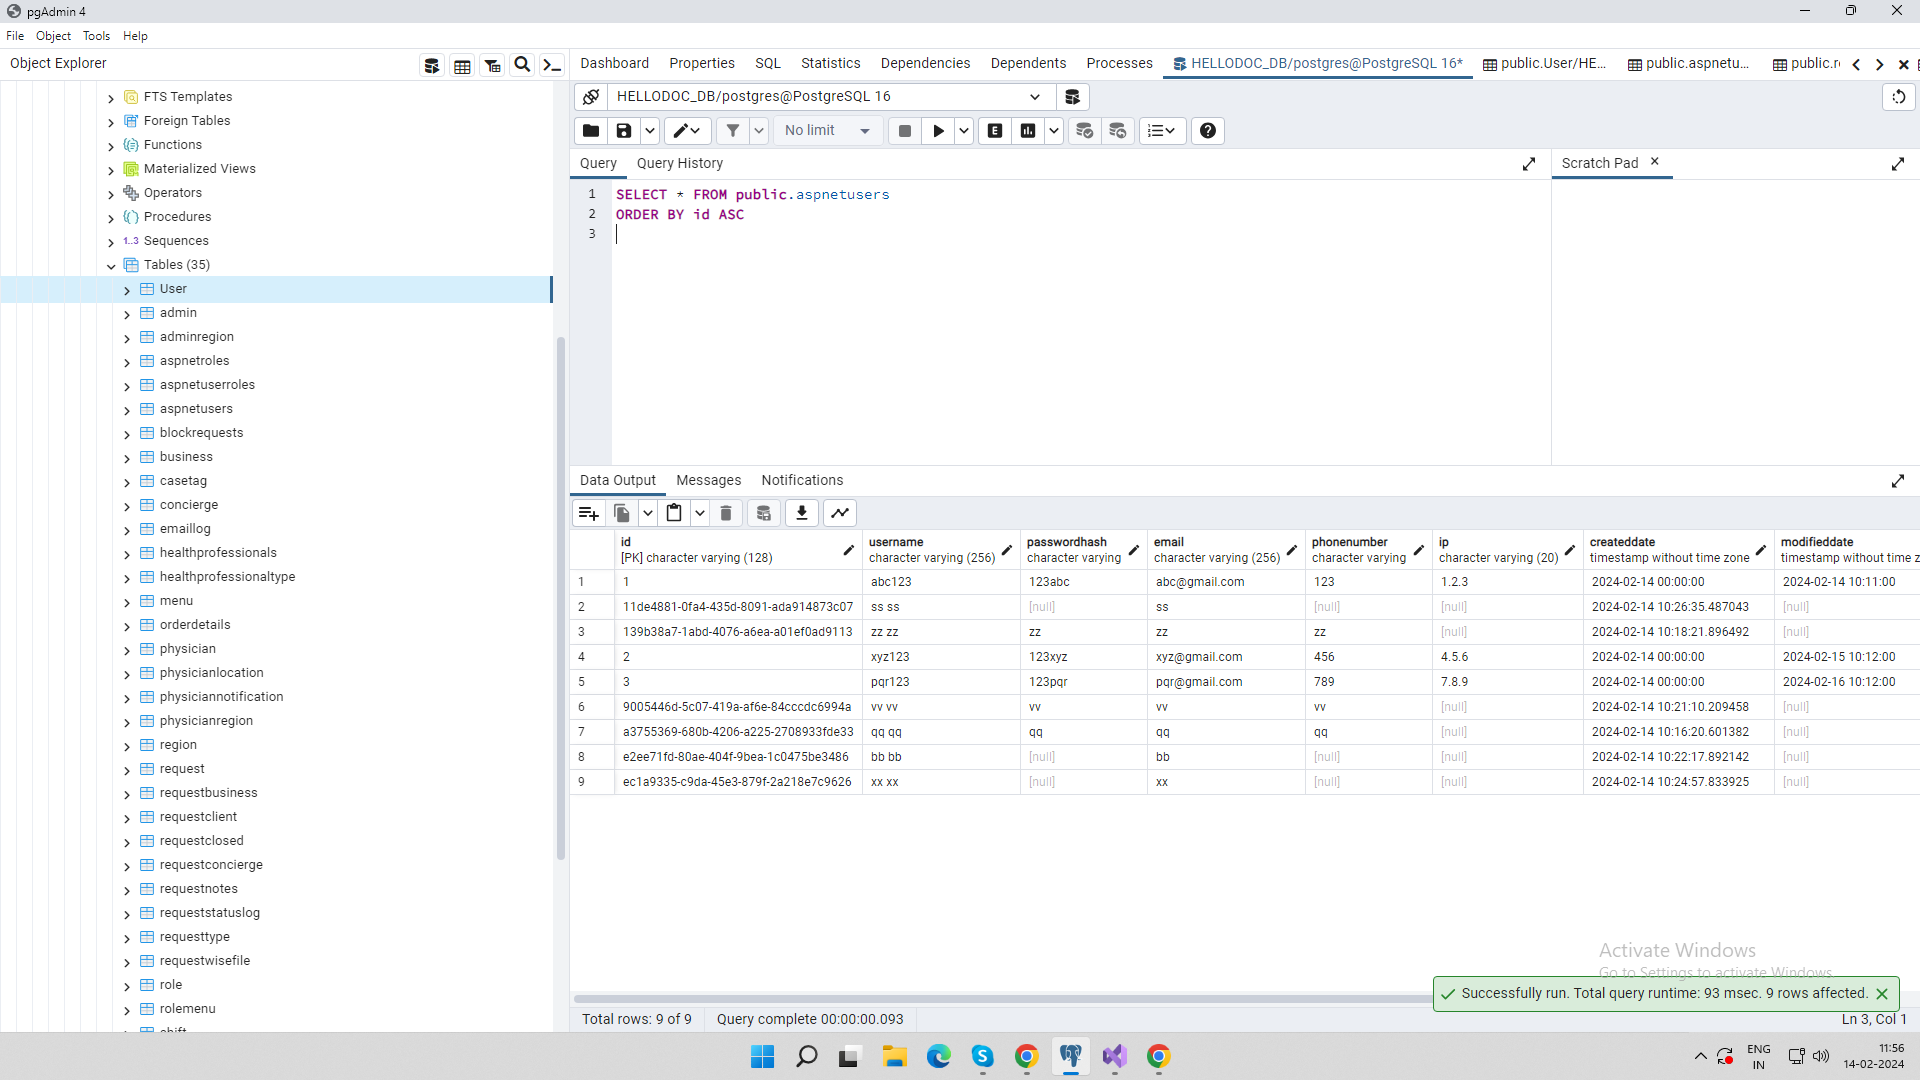 pgAdmin 4
File Object Tools Help
Object Explorer
Dashboard Properties SQL Statistics Dependencies Dependents Processes HELLODOC_DB/postgres@PostgreSQL 16* public.User/HE... public.aspnetu... public.r
HELLODOC_DB/postgres@PostgreSQL 16
No limit
E
Query Query History
Scratch Pad
1 SELECT * FROM public.aspnetusers
2 ORDER BY id ASC
3
FTS Templates
Foreign Tables
Functions
Materialized Views
Operators
Procedures
1..3 Sequences
Tables (35)
User
admin
adminregion
aspnetroles
aspnetuserroles
aspnetusers
blockrequests
business
casetag
concierge
emaillog
healthprofessionals
healthprofessionaltype
menu
orderdetails
physician
physicianlocation
physiciannotification
physicianregion
region
request
requestbusiness
requestclient
requestclosed
requestconcierge
requestnotes
requeststatuslog
requesttype
requestwisefile
role
rolemenu
shift
Data Output Messages Notifications
id username passwordhash email phonenumber ip createddate modifieddate
[PK] character varying (128) character varying (256) character varying character varying (256) character varying character varying (20) timestamp without time zone timestamp without time z
1 1 abc123 123abc abc@gmail.com 123 1.2.3 2024-02-14 00:00:00 2024-02-14 10:11:00
2 11de4881-0fa4-435d-8091-ada914873c07 ss ss [null] ss [null] [null] 2024-02-14 10:26:35.487043 [null]
3 139b38a7-1abd-4076-a6ea-a01ef0ad9113 zz zz zz zz zz [null] 2024-02-14 10:18:21.896492 [null]
4 2 xyz123 123xyz xyz@gmail.com 456 4.5.6 2024-02-14 00:00:00 2024-02-15 10:12:00
5 3 pqr123 123pqr pqr@gmail.com 789 7.8.9 2024-02-14 00:00:00 2024-02-16 10:12:00
6 9005446d-5c07-419a-af6e-84cccdc6994a vv vv vv vv vv [null] 2024-02-14 10:21:10.209458 [null]
7 a3755369-680b-4206-a225-2708933fde33 qq qq qq qq qq [null] 2024-02-14 10:16:20.601382 [null]
8 e2ee71fd-80ae-404f-9bea-1c0475be3486 bb bb [null] bb [null] [null] 2024-02-14 10:22:17.892142 [null]
9 ec1a9335-c9da-45e3-879f-2a218e7c9626 xx xx [null] xx [null] [null] 2024-02-14 10:24:57.833925 [null]
Activate Windows
Go to Settings to activate Windows.
Successfully run. Total query runtime: 93 msec. 9 rows affected.
Total rows: 9 of 9 Query complete 00:00:00.093 Ln 3, Col 1
ENG
IN
11:56
14-02-2024